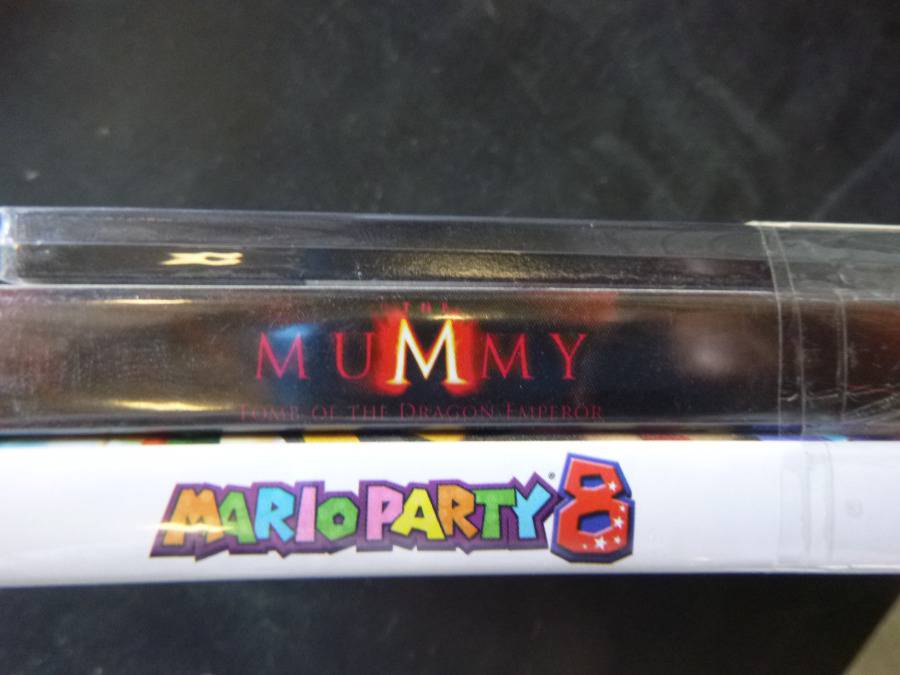 THE
MUMMY
TOMB OF THE DRAGON EMPEROR
MARIO PARTY 8